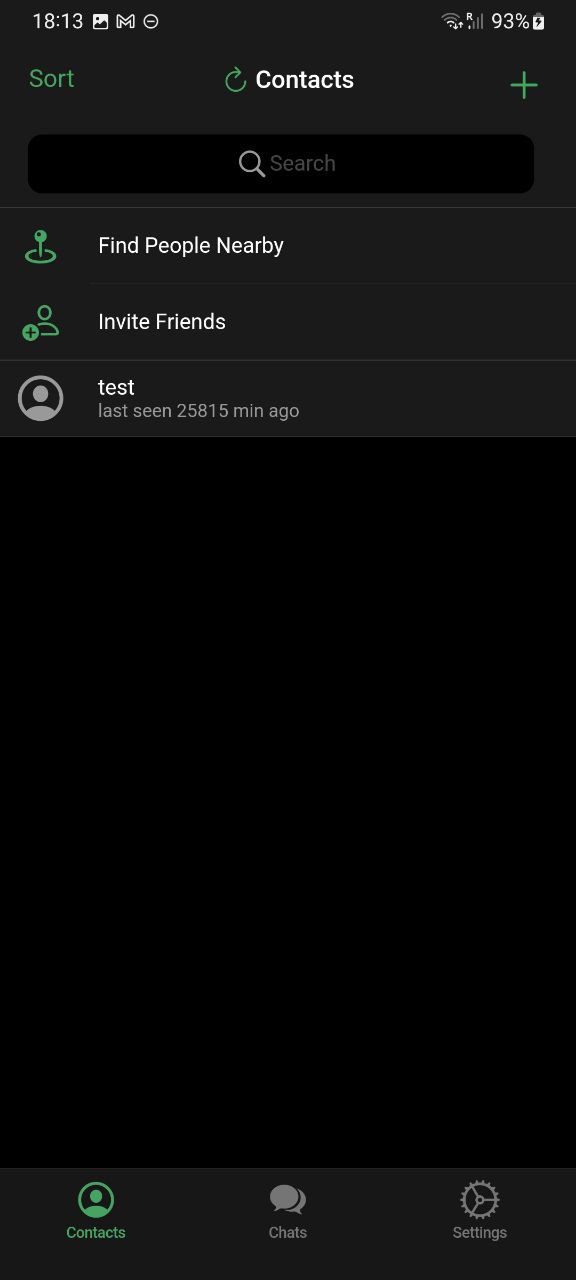 18:13 R 93%
Sort Contacts
Search
Find People Nearby
Invite Friends
test
last seen 25815 min ago
Contacts Chats Settings